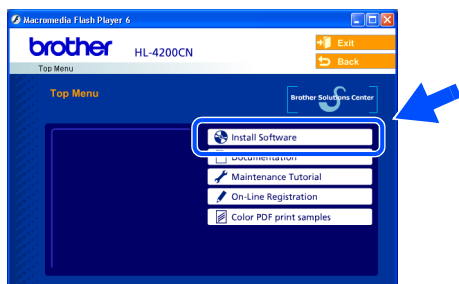 Macromedia Flash Player 6
brother
HL-4200CN
Exit
Back
Top Menu
Top Menu
Brother Solutions Center
Install Software
Documentation
Maintenance Tutorial
On-Line Registration
Color PDF print samples